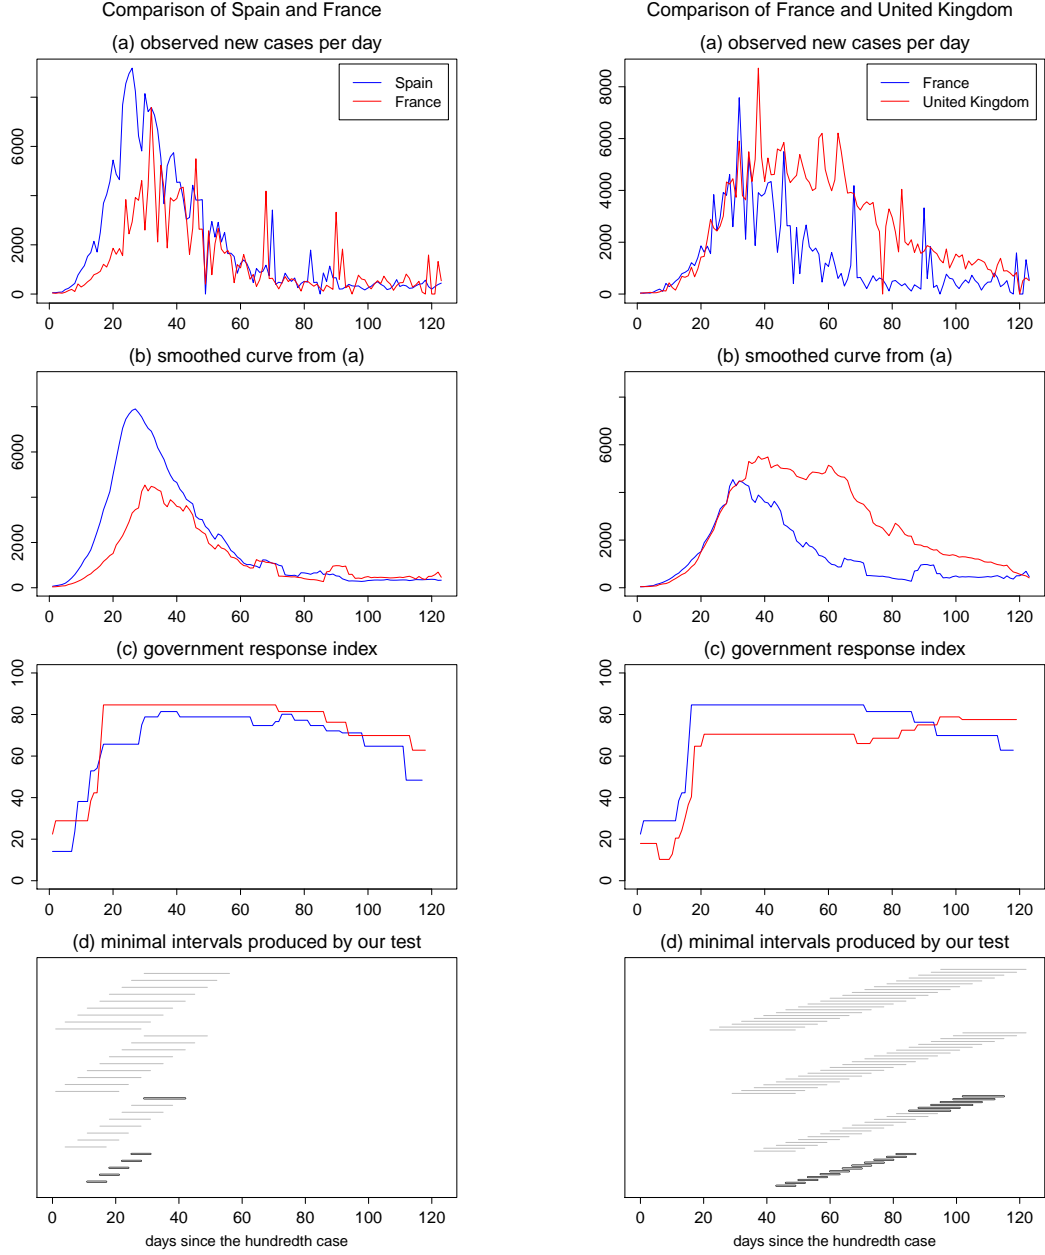 Comparison of Spain and France
(a) observed new cases per day
Spain
France
0 2000 6000
0 20 40 60 80 100 120
(b) smoothed curve from (a)
0 2000 6000
0 20 40 60 80 100 120
(c) government response index
0 20 40 60 80 100
0 20 40 60 80 100 120
(d) minimal intervals produced by our test
0 20 40 60 80 100 120
days since the hundredth case
Comparison of France and United Kingdom
(a) observed new cases per day
France
United Kingdom
0 2000 4000 6000 8000
0 20 40 60 80 100 120
(b) smoothed curve from (a)
0 2000 6000
0 20 40 60 80 100 120
(c) government response index
0 20 40 60 80 100
0 20 40 60 80 100 120
(d) minimal intervals produced by our test
0 20 40 60 80 100 120
days since the hundredth case